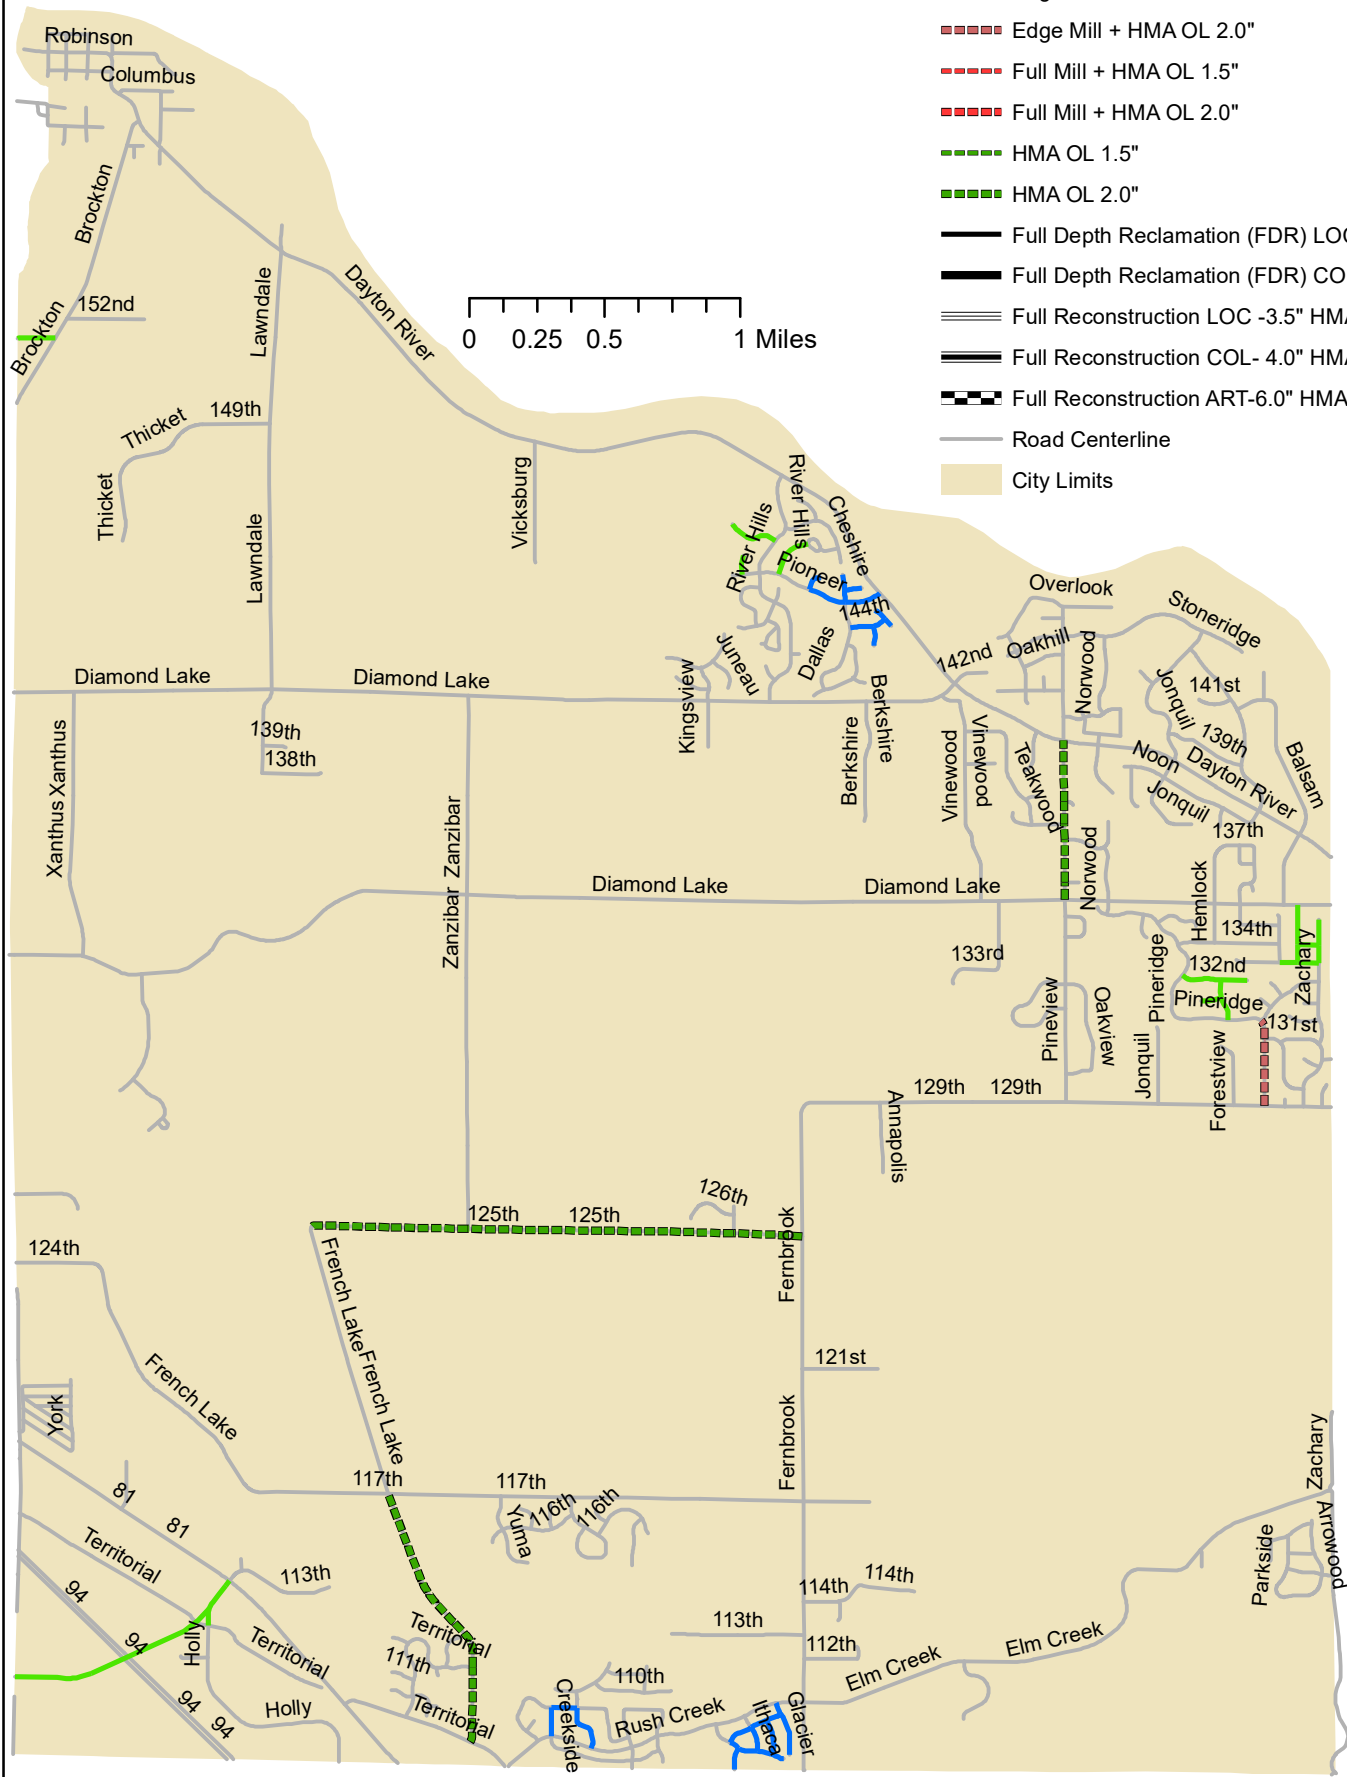 Edge Mill + HMA OL 2.0"
Full Mill + HMA OL 1.5"
Full Mill + HMA OL 2.0"
HMA OL 1.5"
HMA OL 2.0"
Full Depth Reclamation (FDR) LOC
Full Depth Reclamation (FDR) CO
Full Reconstruction LOC -3.5" HMA
Full Reconstruction COL- 4.0" HMA
Full Reconstruction ART-6.0" HMA
Road Centerline
City Limits
0 0.25 0.5 1 Miles
Robinson
Columbus
Brockton
Brockton
152nd
Lawndale
Dayton River
Thicket
149th
Thicket
Lawndale
Vicksburg
River Hills
River Hills
Cheshire
Pioneer
144th
Overlook
Stoneridge
Oakhill
Norwood
142nd
Juneau
Dallas
Kingsview
Berkshire
Berkshire
Diamond Lake
Diamond Lake
Jonquil
141st
139th
Balsam
Noon
Dayton River
Jonquil
137th
Xanthus
Xanthus
139th
138th
Vinewood
Vinewood
Teakwood
Zanzibar
Zanzibar
Diamond Lake
Diamond Lake
Norwood
Hemlock
134th
Zachary
133rd
Pineridge
132nd
Pineridge
131st
Pineview
Oakview
Jonquil
Forestview
129th
129th
Annapolis
126th
125th
125th
Fernbrook
124th
French Lake
French Lake
French Lake
121st
Fernbrook
York
117th
117th
116th
116th
Yuma
81
81
Territorial
94
94
94
94
113th
Holly
Territorial
Holly
Territorial
111th
Territorial
114th
114th
113th
112th
110th
Creekside
Rush Creek
Ithaca
Glacier
Elm Creek
Elm Creek
Zachary
Arrowood
Parkside